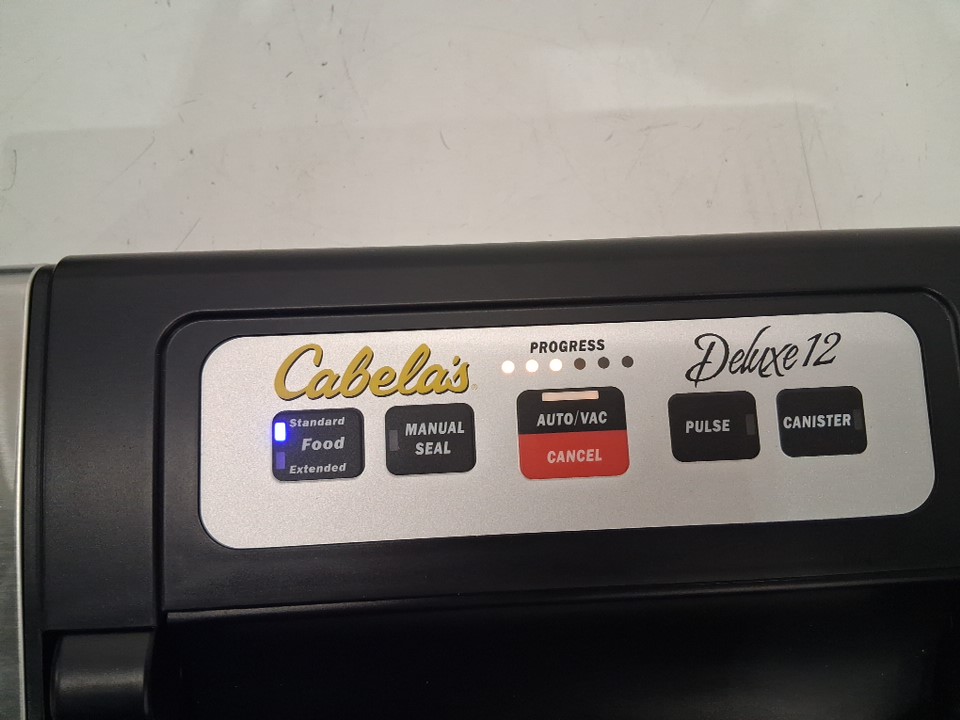 Cabela's®
PROGRESS
Deluxe 12
Standard
Food
Extended
MANUAL
SEAL
AUTO/VAC
CANCEL
PULSE
CANISTER